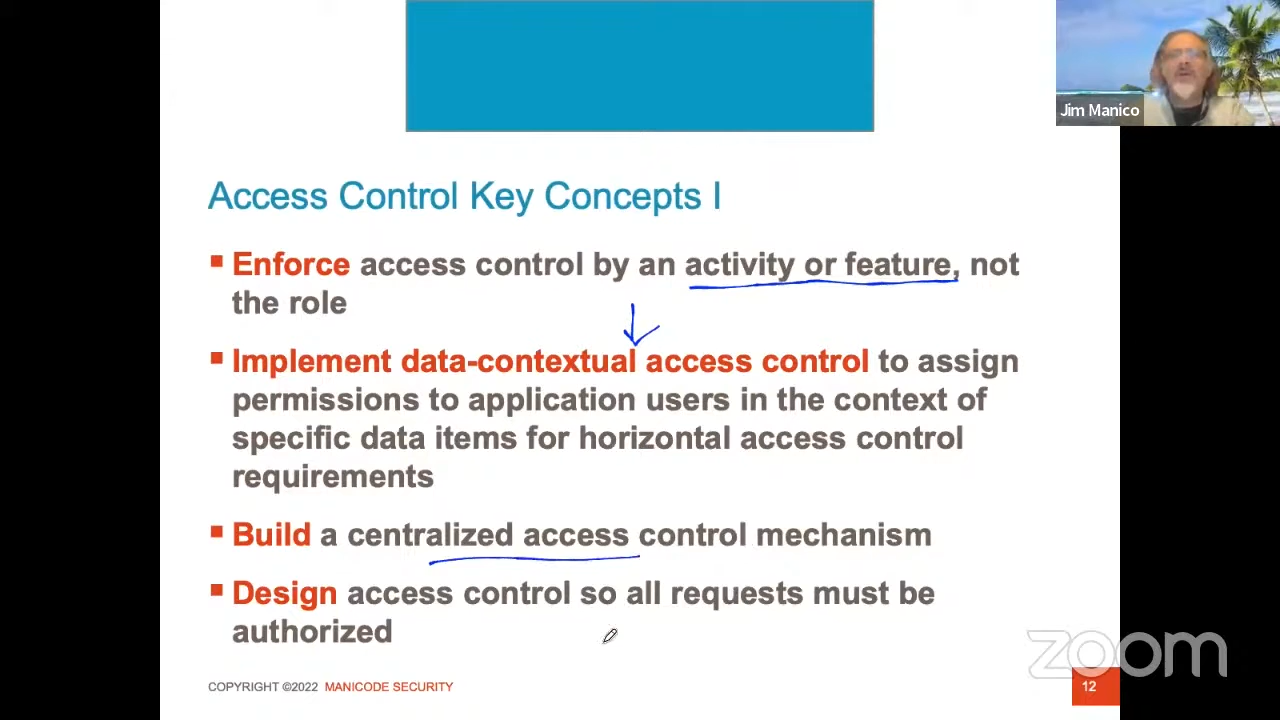 Jim Manico
Access Control Key Concepts I
▪ Enforce access control by an activity or feature, not
the role
▪ Implement data-contextual access control to assign
permissions to application users in the context of
specific data items for horizontal access control
requirements
▪ Build a centralized access control mechanism
▪ Design access control so all requests must be
authorized
zoom
COPYRIGHT ©2022 MANICODE SECURITY
12